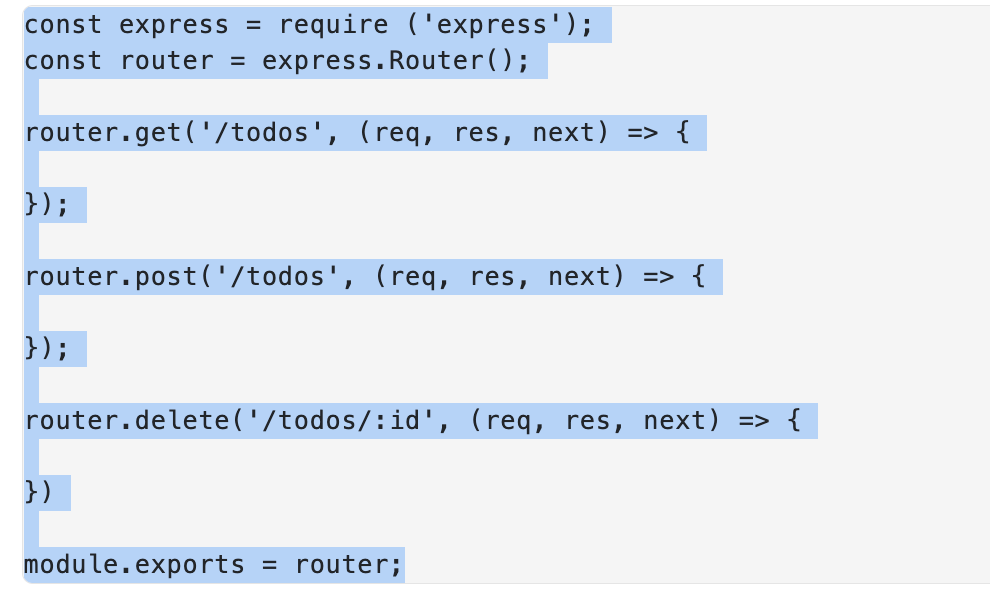 const express = require ('express');
const router = express.Router();

router.get('/todos', (req, res, next) => {

});

router.post('/todos', (req, res, next) => {

});

router.delete('/todos/:id', (req, res, next) => {

})

module.exports = router;